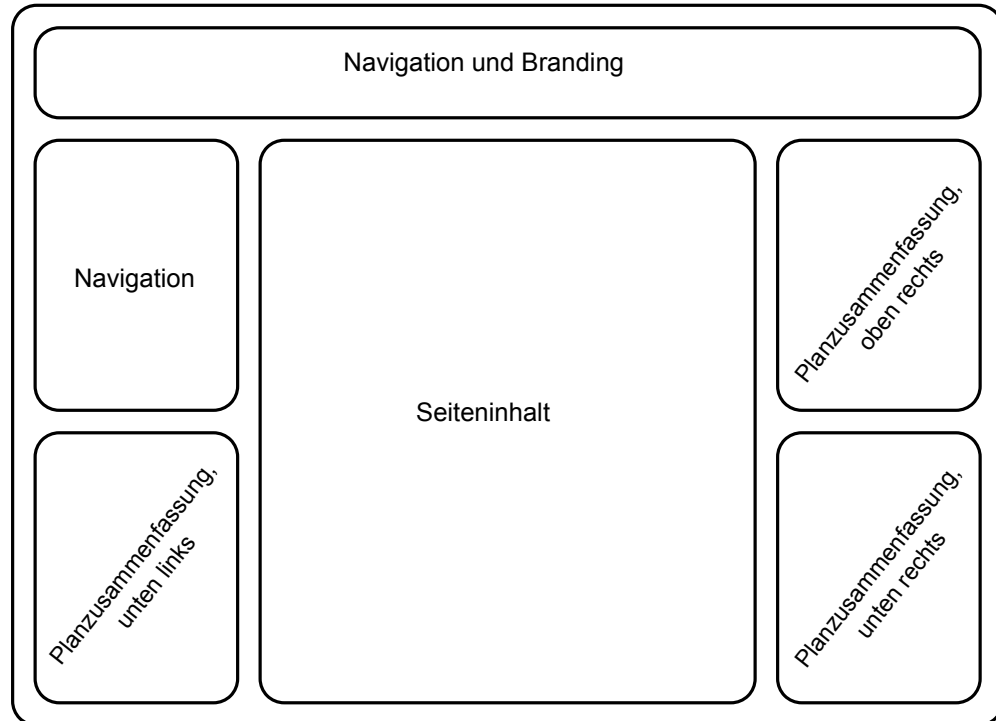 Navigation und Branding
Navigation
Planzusammenfassung,
oben rechts
Seiteninhalt
Planzusammenfassung,
unten links
Planzusammenfassung,
unten rechts